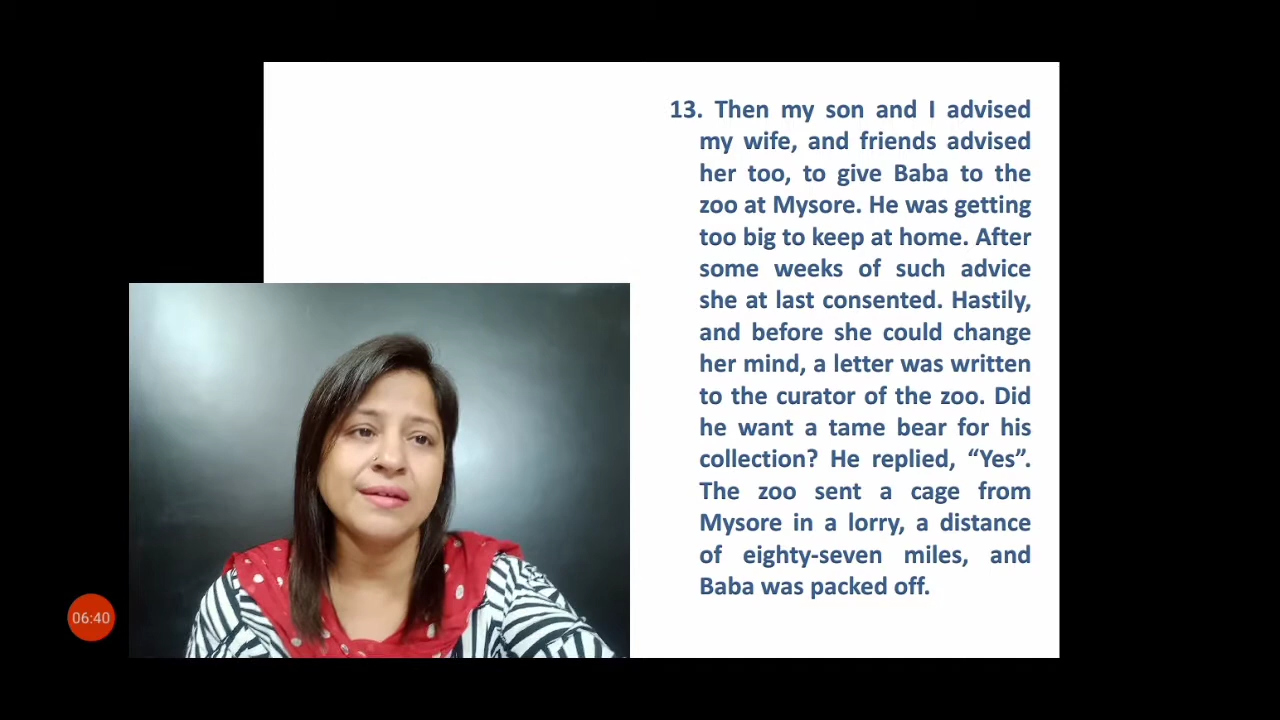 13. Then my son and I advised
my wife, and friends advised
her too, to give Baba to the
zoo at Mysore. He was getting
too big to keep at home. After
some weeks of such advice
she at last consented. Hastily,
and before she could change
her mind, a letter was written
to the curator of the zoo. Did
he want a tame bear for his
collection? He replied, “Yes”.
The zoo sent a cage from
Mysore in a lorry, a distance
of eighty-seven miles, and
Baba was packed off.
06:40